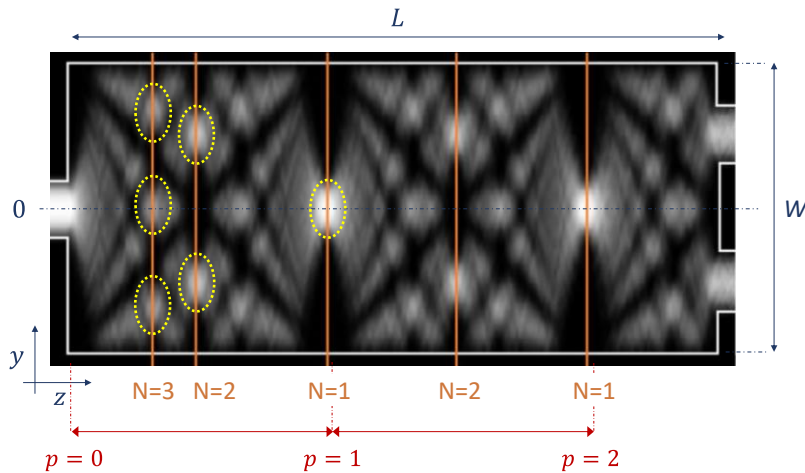 L
0
W
y
z
N=3 N=2 N=1 N=2 N=1
p = 0 p = 1 p = 2